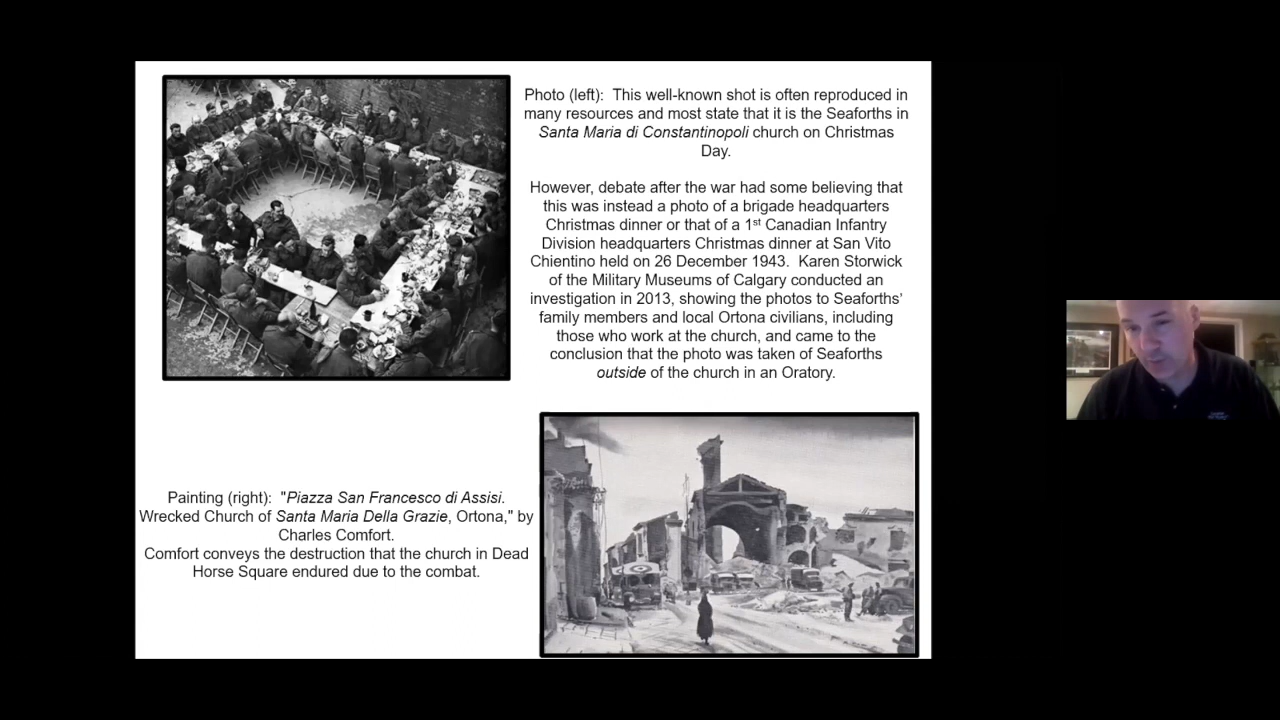 Photo (left):  This well-known shot is often reproduced in
many resources and most state that it is the Seaforths in
Santa Maria di Constantinopoli church on Christmas
Day.
However, debate after the war had some believing that
this was instead a photo of a brigade headquarters
Christmas dinner or that of a 1st Canadian Infantry
Division headquarters Christmas dinner at San Vito
Chientino held on 26 December 1943.  Karen Storwick
of the Military Museums of Calgary conducted an
investigation in 2013, showing the photos to Seaforths’
family members and local Ortona civilians, including
those who work at the church, and came to the
conclusion that the photo was taken of Seaforths
outside of the church in an Oratory.
Painting (right):  "Piazza San Francesco di Assisi.
Wrecked Church of Santa Maria Della Grazie, Ortona," by
Charles Comfort.
Comfort conveys the destruction that the church in Dead
Horse Square endured due to the combat.